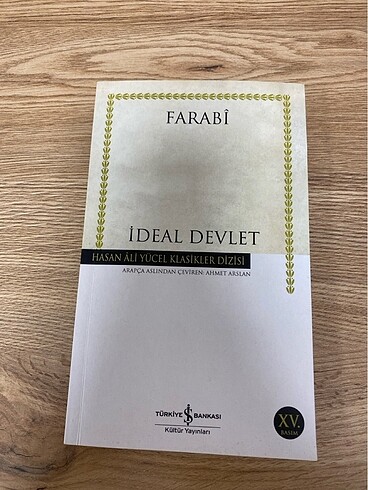 FARABÎ
İDEAL DEVLET
HASAN ÂLİ YÜCEL KLASİKLER DİZİSİ
ARAPÇA ASLINDAN ÇEVİREN: AHMET ARSLAN
TÜRKİYE İŞ BANKASI
Kültür Yayınları
XV.
BASIM